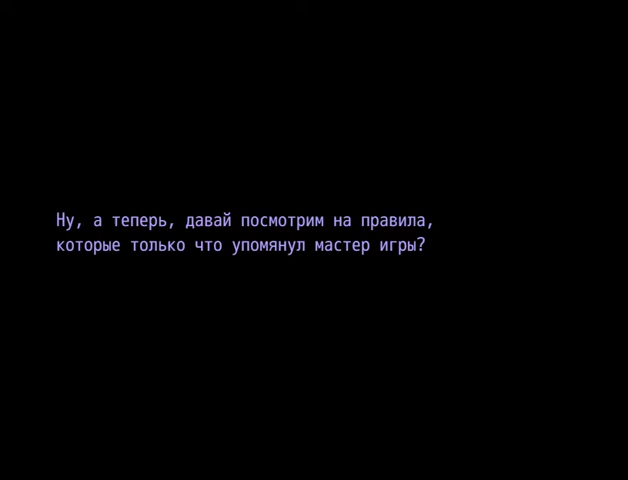 Ну, а теперь, давай посмотрим на правила,
которые только что упомянул мастер игры?